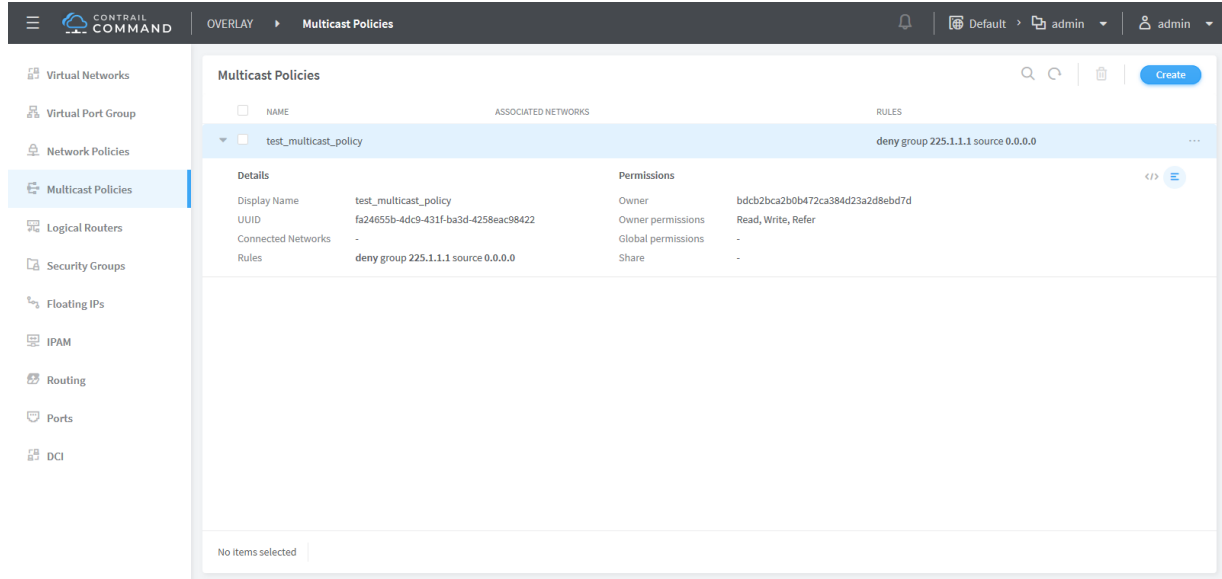 CONTRAIL
COMMAND
OVERLAY
Multicast Policies
Default
admin
admin
Virtual Networks
Virtual Port Group
Network Policies
Multicast Policies
Logical Routers
Security Groups
Floating IPs
IPAM
Routing
Ports
DCI
Multicast Policies
Create
NAME ASSOCIATED NETWORKS RULES
test_multicast_policy deny group 225.1.1.1 source 0.0.0.0 ...
Details
Display Name test_multicast_policy
UUID fa24655b-4dc9-431f-ba3d-4258eac98422
Connected Networks -
Rules deny group 225.1.1.1 source 0.0.0.0
Permissions
Owner bdcb2bca2b0b472ca384d23a2d8ebd7d
Owner permissions Read, Write, Refer
Global permissions -
Share -
</>
No items selected